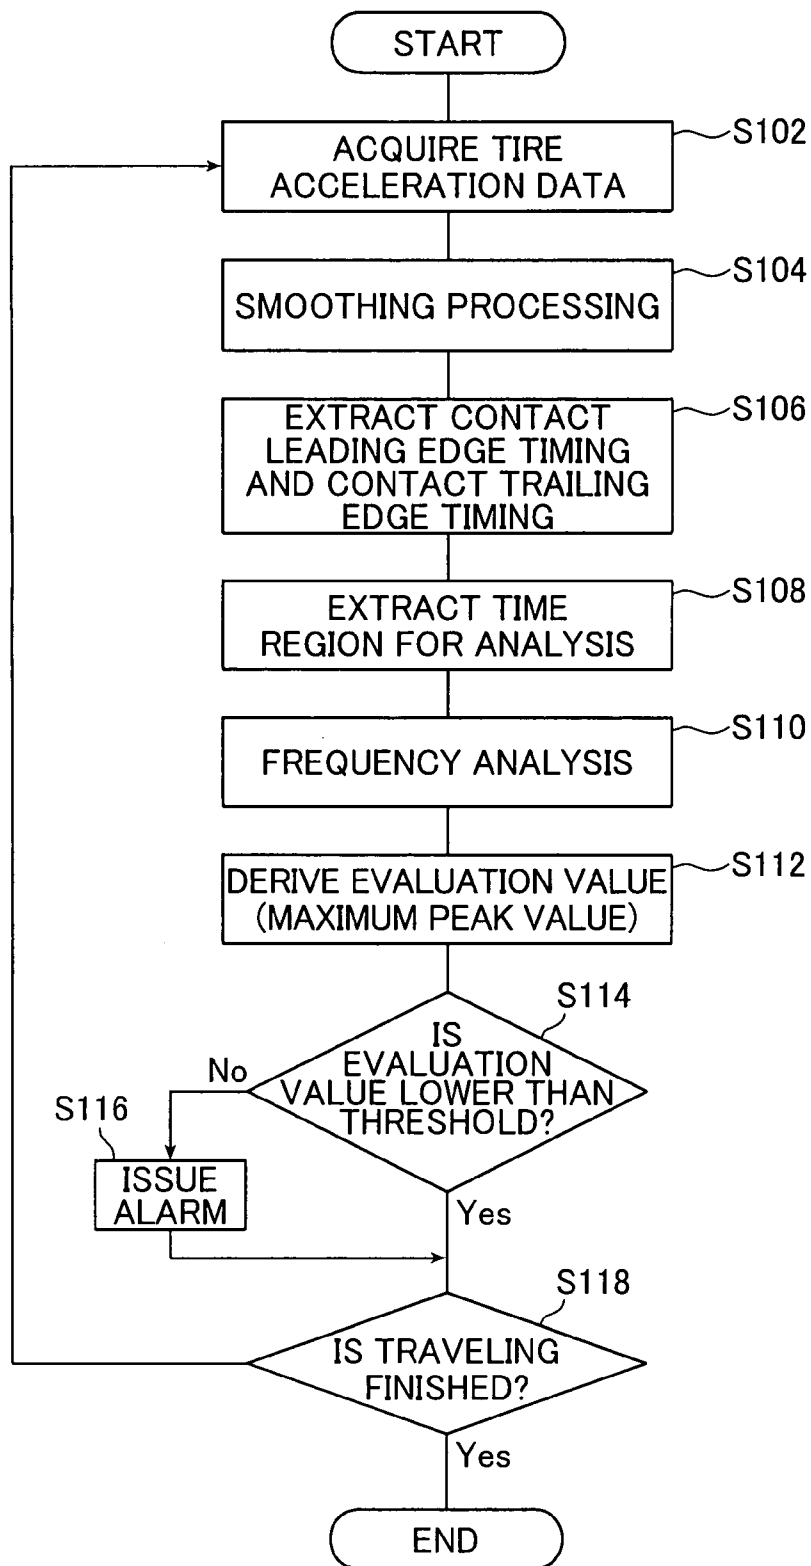 START
S102
ACQUIRE TIRE
ACCELERATION DATA
S104
SMOOTHING PROCESSING
S106
EXTRACT CONTACT
LEADING EDGE TIMING
AND CONTACT TRAILING
EDGE TIMING
S108
EXTRACT TIME
REGION FOR ANALYSIS
S110
FREQUENCY ANALYSIS
S112
DERIVE EVALUATION VALUE
(MAXIMUM PEAK VALUE)
S114
IS
EVALUATION
VALUE LOWER THAN
THRESHOLD?
No
S116
ISSUE
ALARM
Yes
S118
IS TRAVELING
FINISHED?
Yes
END